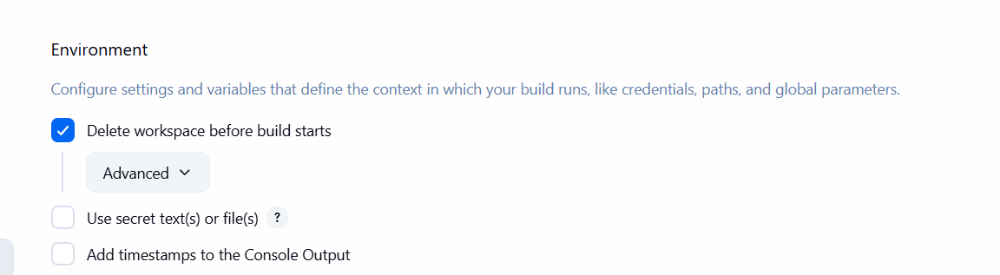 Environment
Configure settings and variables that define the context in which your build runs, like credentials, paths, and global parameters.
Delete workspace before build starts
Advanced
Use secret text(s) or file(s) ?
Add timestamps to the Console Output